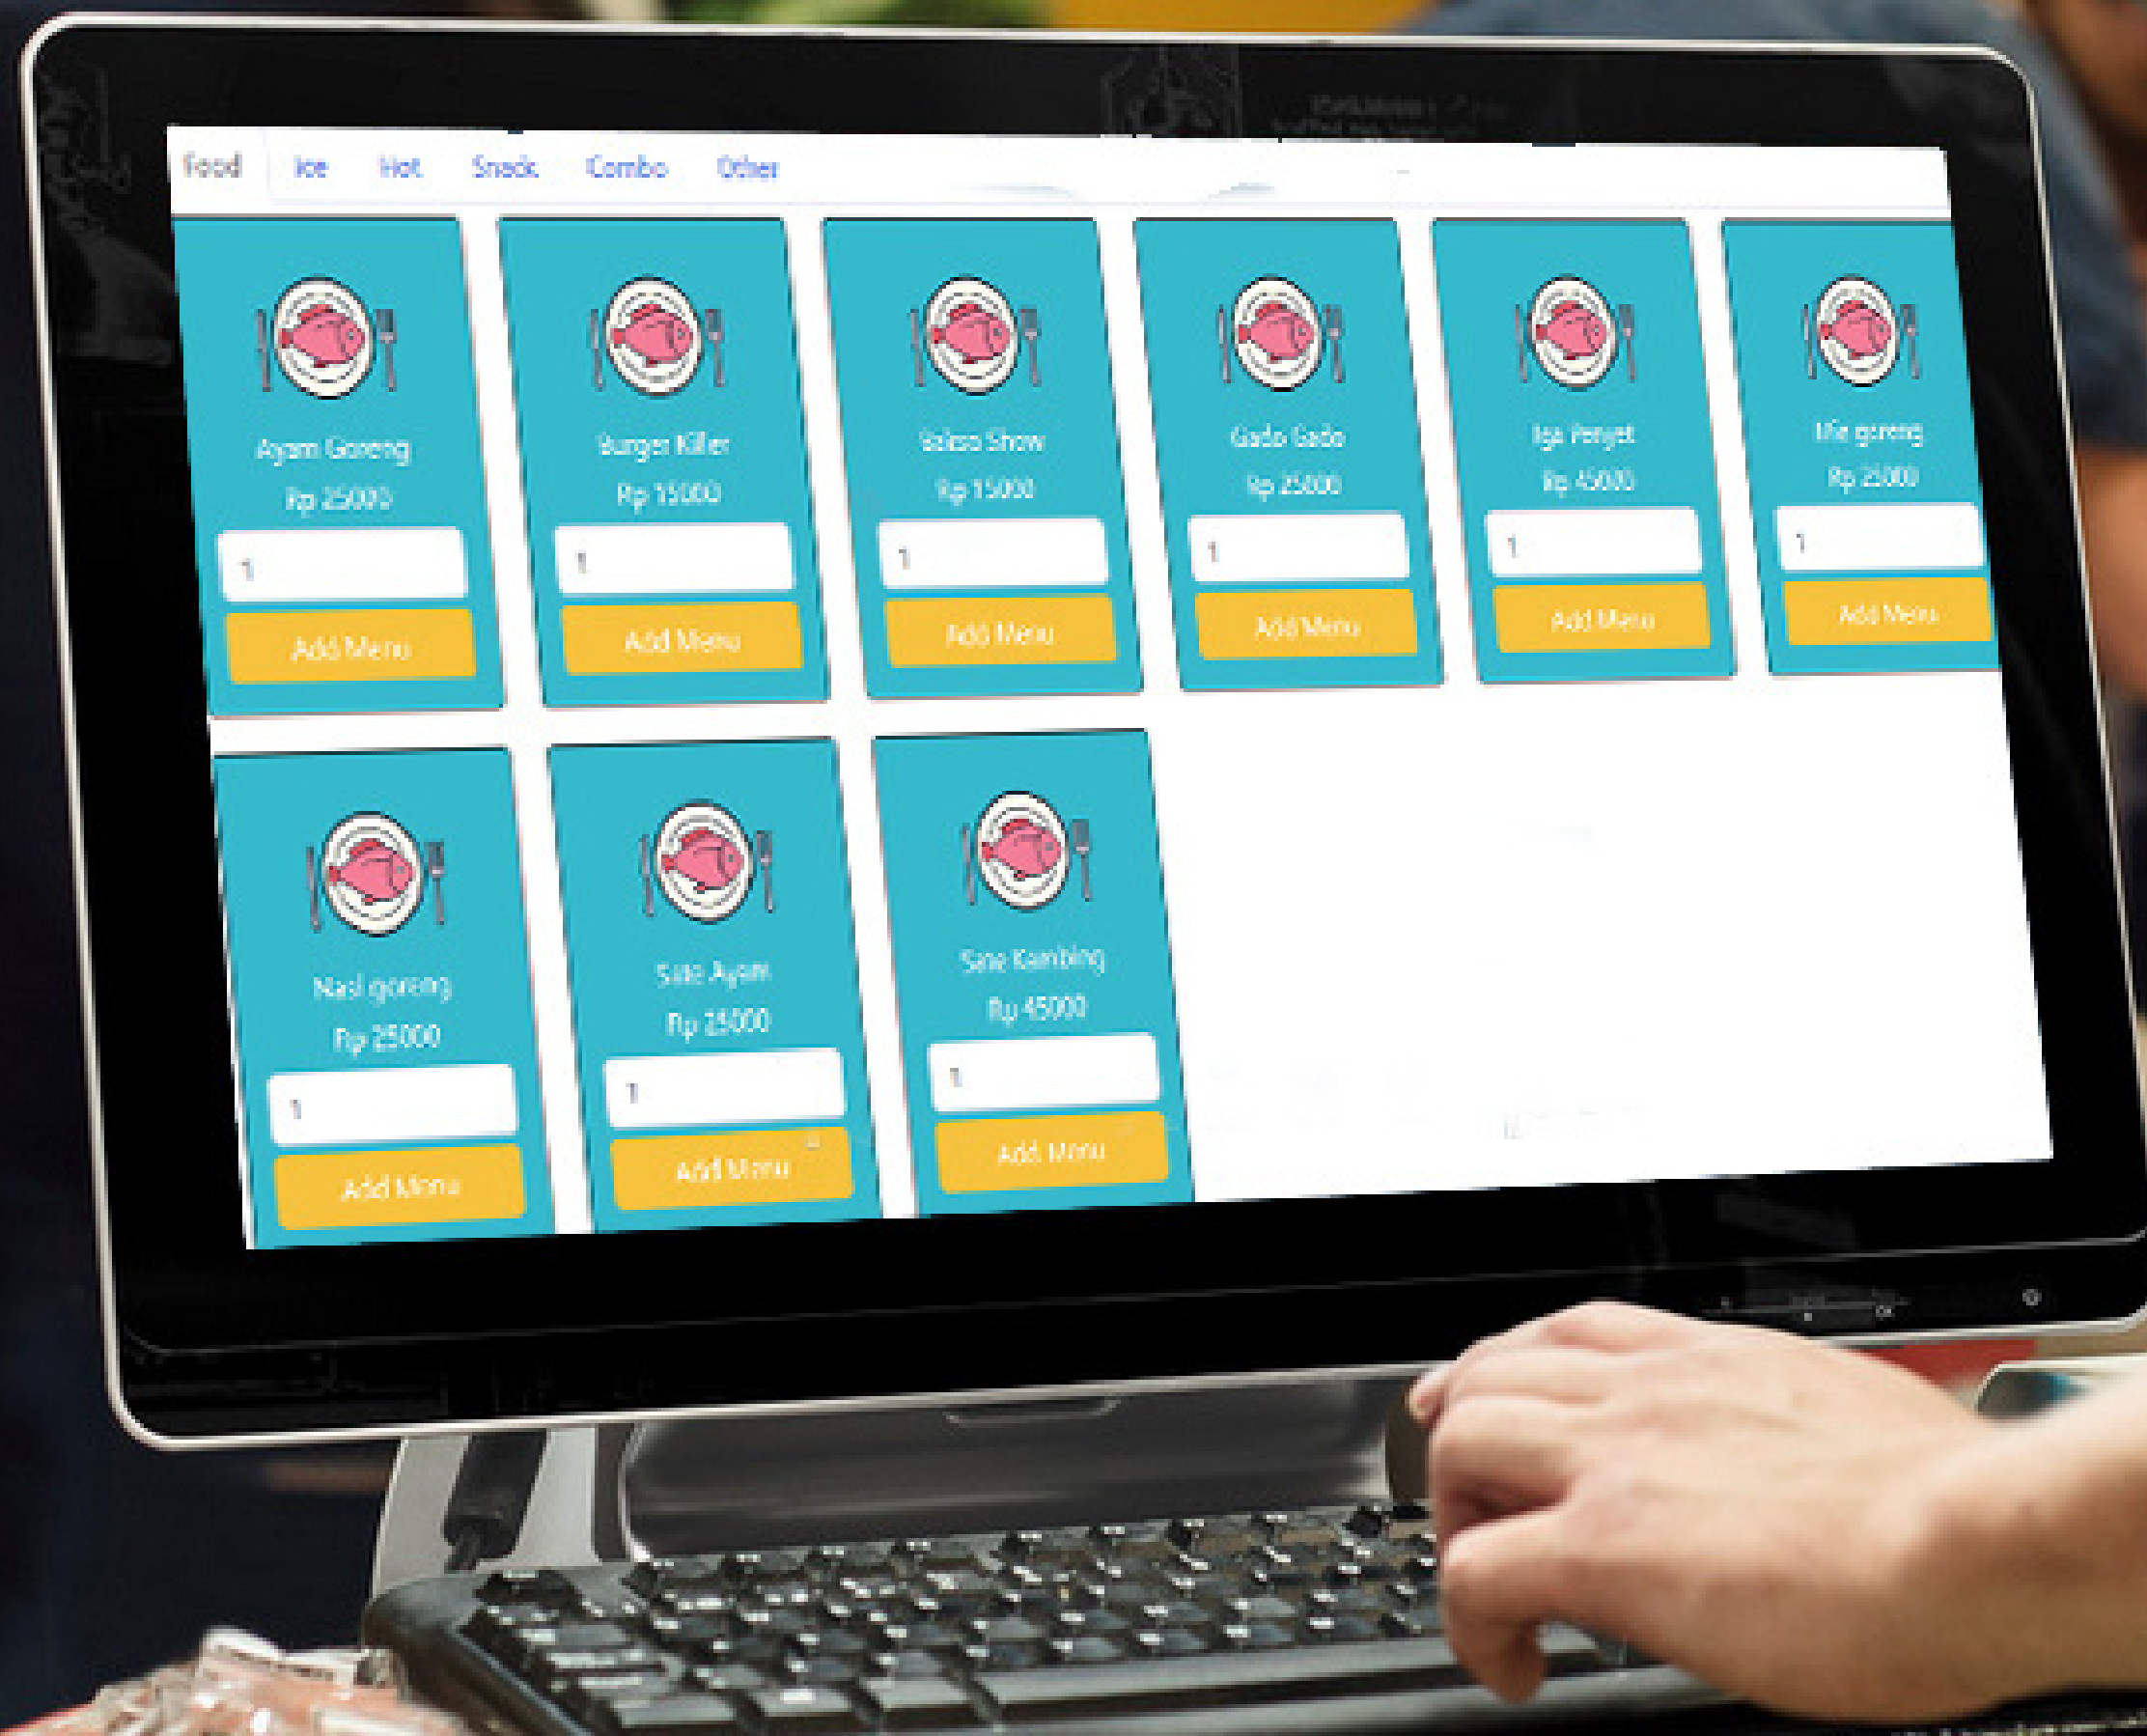 Food Ice Hot Snack Combo Other
Ayam Goreng
Rp 25000
1
Add Menu
Burger Killer
Rp 15000
1
Add Menu
Bakso Show
Rp 15000
1
Add Menu
Gado Gado
Rp 25000
1
Add Menu
Iga Penyet
Rp 45000
1
Add Menu
Mie goreng
Rp 25000
1
Add Menu
Nasi goreng
Rp 25000
1
Add Menu
Sate Ayam
Rp 25000
1
Add Menu
Sate Kambing
Rp 45000
1
Add Menu